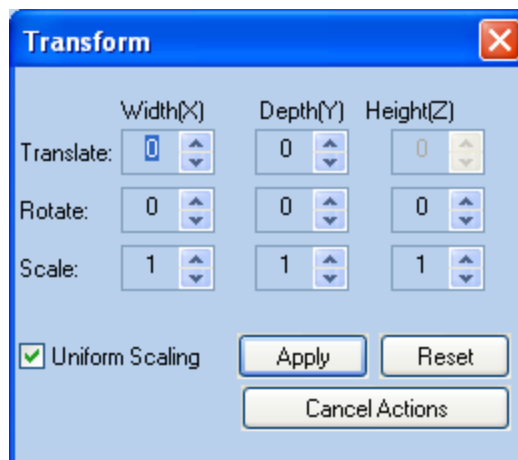 Transform
Width(X) Depth(Y) Height(Z)
Translate: 0 0 0
Rotate: 0 0 0
Scale: 1 1 1
Uniform Scaling Apply Reset
Cancel Actions